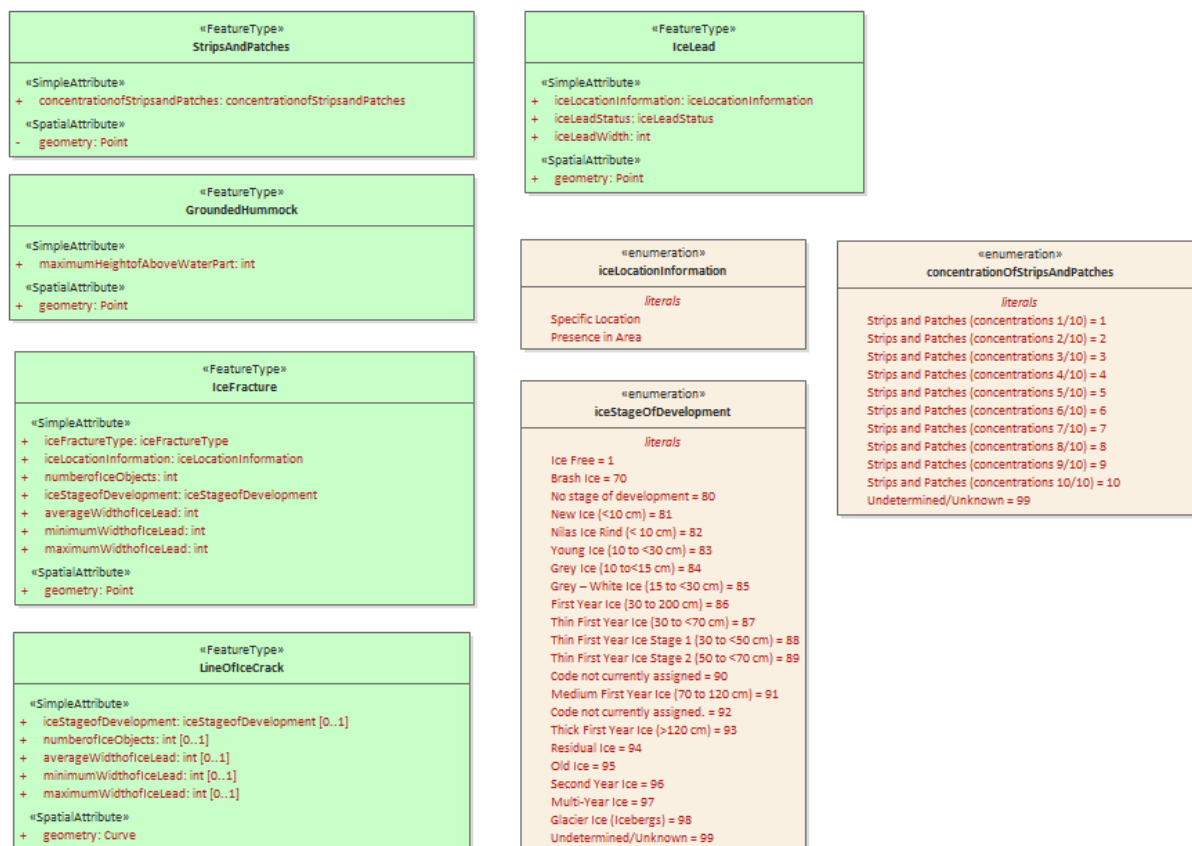 «FeatureType»
StripsAndPatches
«SimpleAttribute»
+ concentrationofStripsandPatches: concentrationofStripsandPatches
«SpatialAttribute»
- geometry: Point
«FeatureType»
GroundedHummock
«SimpleAttribute»
+ maximumHeightofAboveWaterPart: int
«SpatialAttribute»
+ geometry: Point
«FeatureType»
IceFracture
«SimpleAttribute»
+ iceFractureType: iceFractureType
+ iceLocationInformation: iceLocationInformation
+ numberofIceObjects: int
+ iceStageofDevelopment: iceStageofDevelopment
+ averageWidthofIceLead: int
+ minimumWidthofIceLead: int
+ maximumWidthofIceLead: int
«SpatialAttribute»
+ geometry: Point
«FeatureType»
LineOfIceCrack
«SimpleAttribute»
+ iceStageofDevelopment: iceStageofDevelopment [0..1]
+ numberofIceObjects: int [0..1]
+ averageWidthofIceLead: int [0..1]
+ minimumWidthofIceLead: int [0..1]
+ maximumWidthofIceLead: int [0..1]
«SpatialAttribute»
+ geometry: Curve
«FeatureType»
IceLead
«SimpleAttribute»
+ iceLocationInformation: iceLocationInformation
+ iceLeadStatus: iceLeadStatus
+ iceLeadWidth: int
«SpatialAttribute»
+ geometry: Point
«enumeration»
iceLocationInformation
literals
Specific Location
Presence in Area
«enumeration»
iceStageOfDevelopment
literals
Ice Free = 1
Brash Ice = 70
No stage of development = 80
New Ice (<10 cm) = 81
Nilas Ice Rind (< 10 cm) = 82
Young Ice (10 to <30 cm) = 83
Grey Ice (10 to<15 cm) = 84
Grey – White Ice (15 to <30 cm) = 85
First Year Ice (30 to 200 cm) = 86
Thin First Year Ice (30 to <70 cm) = 87
Thin First Year Ice Stage 1 (30 to <50 cm) = 88
Thin First Year Ice Stage 2 (50 to <70 cm) = 89
Code not currently assigned = 90
Medium First Year Ice (70 to 120 cm) = 91
Code not currently assigned. = 92
Thick First Year Ice (>120 cm) = 93
Residual Ice = 94
Old Ice = 95
Second Year Ice = 96
Multi-Year Ice = 97
Glacier Ice (Icebergs) = 98
Undetermined/Unknown = 99
«enumeration»
concentrationOfStripsAndPatches
literals
Strips and Patches (concentrations 1/10) = 1
Strips and Patches (concentrations 2/10) = 2
Strips and Patches (concentrations 3/10) = 3
Strips and Patches (concentrations 4/10) = 4
Strips and Patches (concentrations 5/10) = 5
Strips and Patches (concentrations 6/10) = 6
Strips and Patches (concentrations 7/10) = 7
Strips and Patches (concentrations 8/10) = 8
Strips and Patches (concentrations 9/10) = 9
Strips and Patches (concentrations 10/10) = 10
Undetermined/Unknown = 99